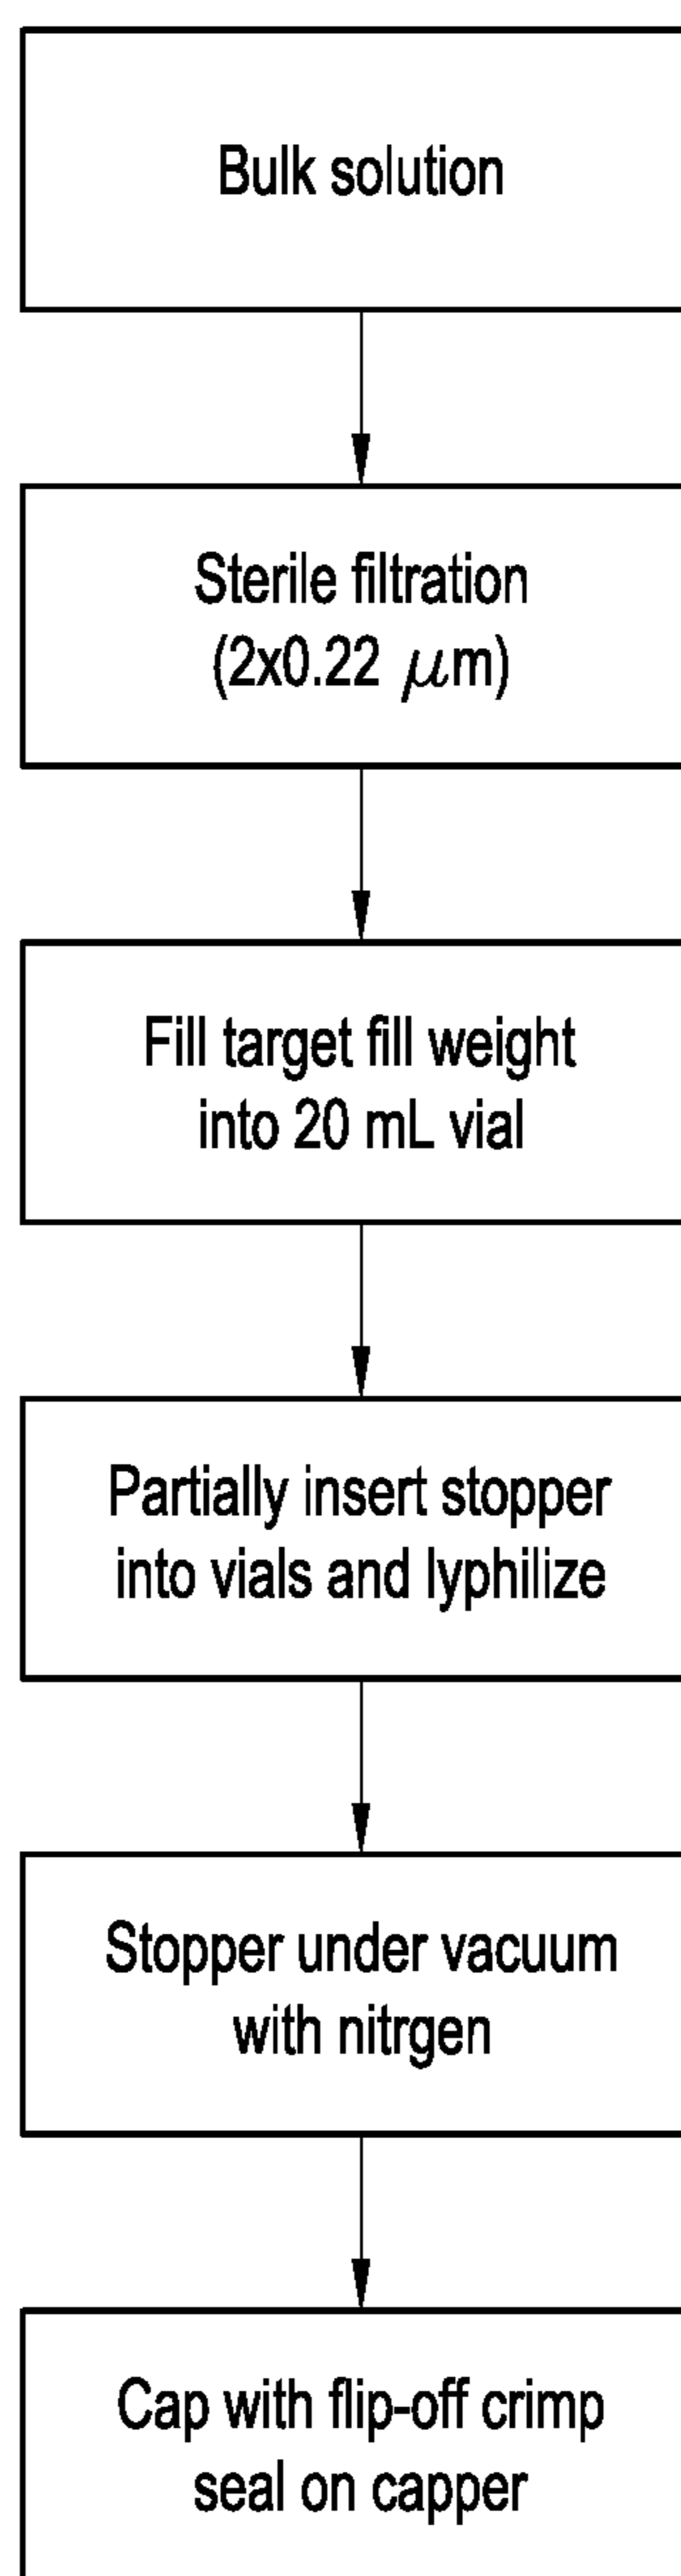 Bulk solution
Sterile filtration
(2x0.22 μm)
Fill target fill weight
into 20 mL vial
Partially insert stopper
into vials and lyphilize
Stopper under vacuum
with nitrgen
Cap with flip-off crimp
seal on capper